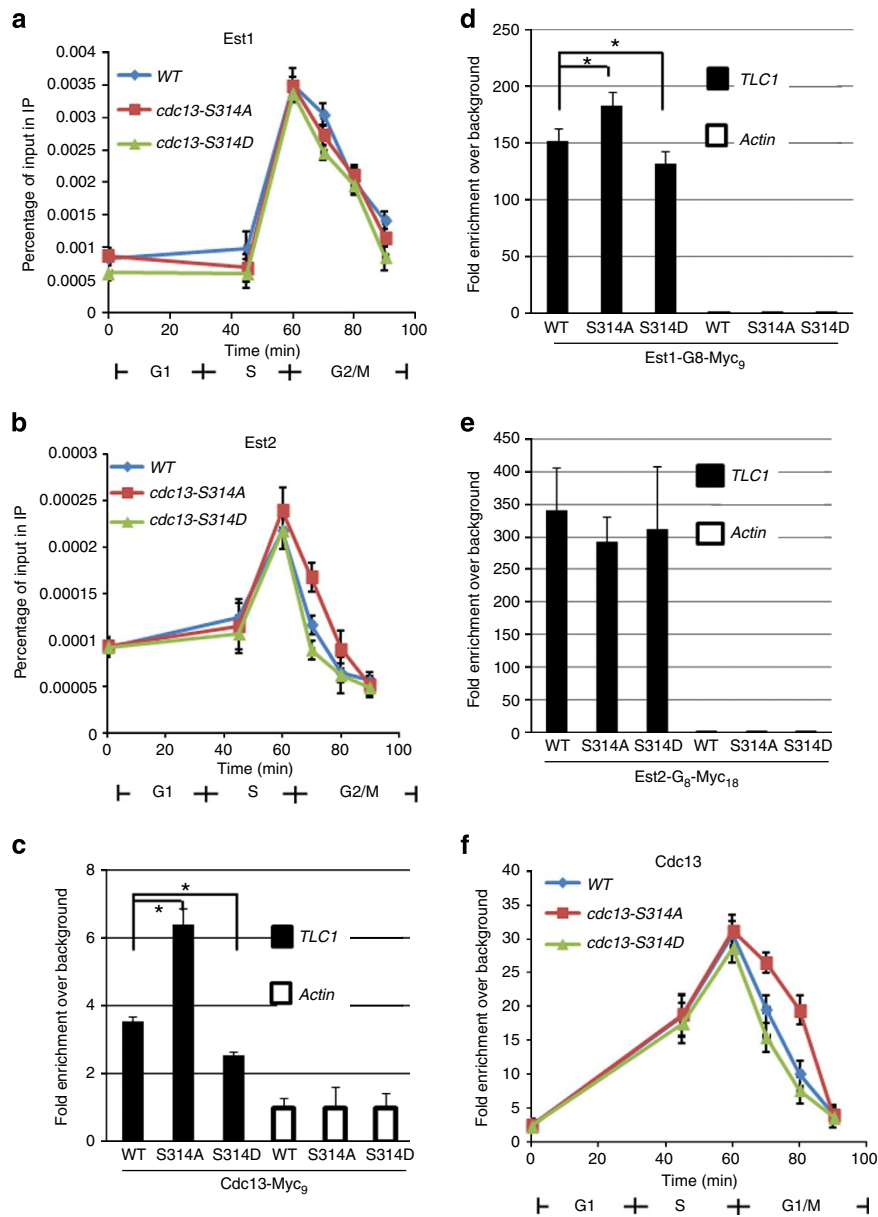 a
Est1
0.004
0.0035
0.003
0.0025
0.002
0.0015
0.001
0.0005
0
Percentage of input in IP
WT
cdc13-S314A
cdc13-S314D
0 20 40 60 80 100
Time (min)
G1 S G2/M
b
Est2
0.0003
0.00025
0.0002
0.00015
0.0001
0.00005
0
Percentage of input in IP
WT
cdc13-S314A
cdc13-S314D
0 20 40 60 80 100
Time (min)
G1 S G2/M
c
8
6
4
2
0
Fold enrichment over background
*
*
TLC1
Actin
WT S314A S314D WT S314A S314D
Cdc13-Myc9
d
250
200
150
100
50
0
Fold enrichment over background
*
*
TLC1
Actin
WT S314A S314D WT S314A S314D
Est1-G8-Myc9
e
450
400
350
300
250
200
150
100
50
0
Fold enrichment over background
TLC1
Actin
WT S314A S314D WT S314A S314D
Est2-G8-Myc18
f
Cdc13
40
35
30
25
20
15
10
5
0
Fold enrichment over background
WT
cdc13-S314A
cdc13-S314D
0 20 40 60 80 100
Time (min)
G1 S G1/M